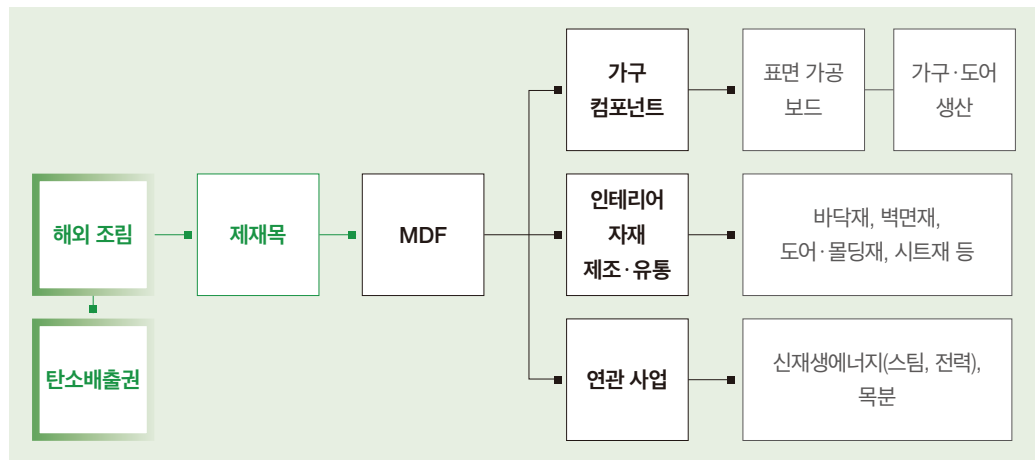 가구
컴포넌트
표면 가공
보드
가구·도어
생산
해외 조림
제재목
MDF
인테리어
자재
제조·유통
바닥재, 벽면재,
도어·몰딩재, 시트재 등
탄소배출권
연관 사업
신재생에너지(스팀, 전력),
목분